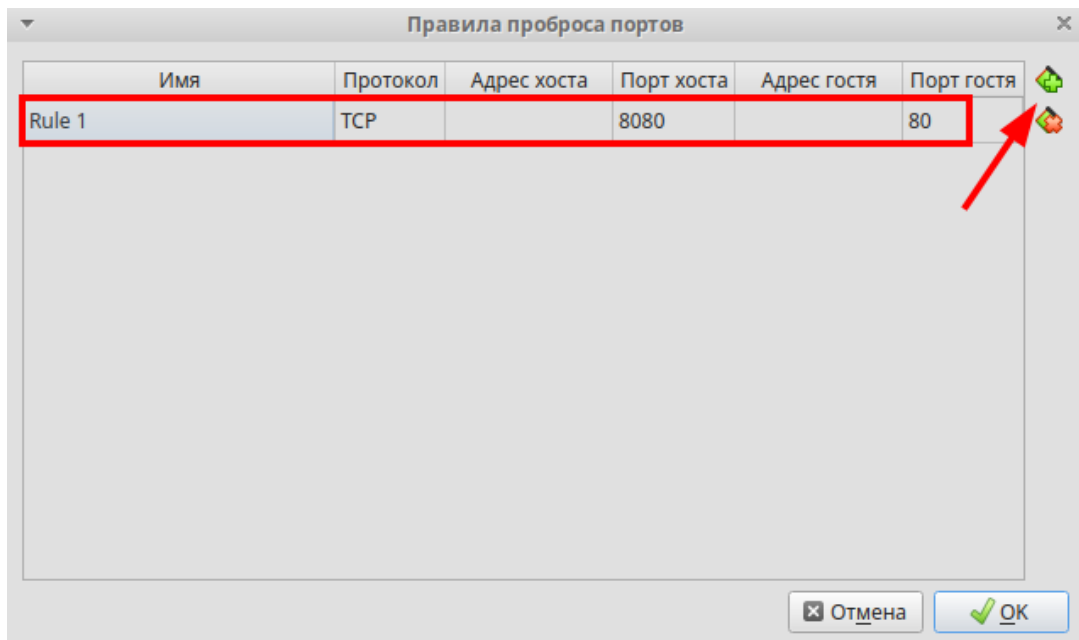 Правила проброса портов
Имя Протокол Адрес хоста Порт хоста Адрес гостя Порт гостя
Rule 1 TCP 8080 80
Отмена OK